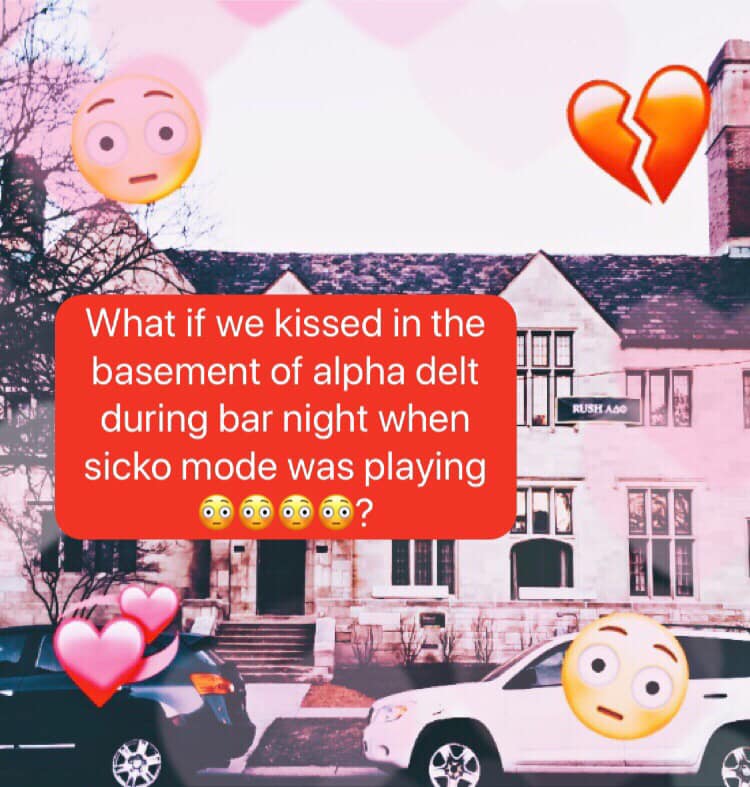 What if we kissed in the
basement of alpha delt
during bar night when
sicko mode was playing
😳😳😳😳?
RUSH ΑΔΦ